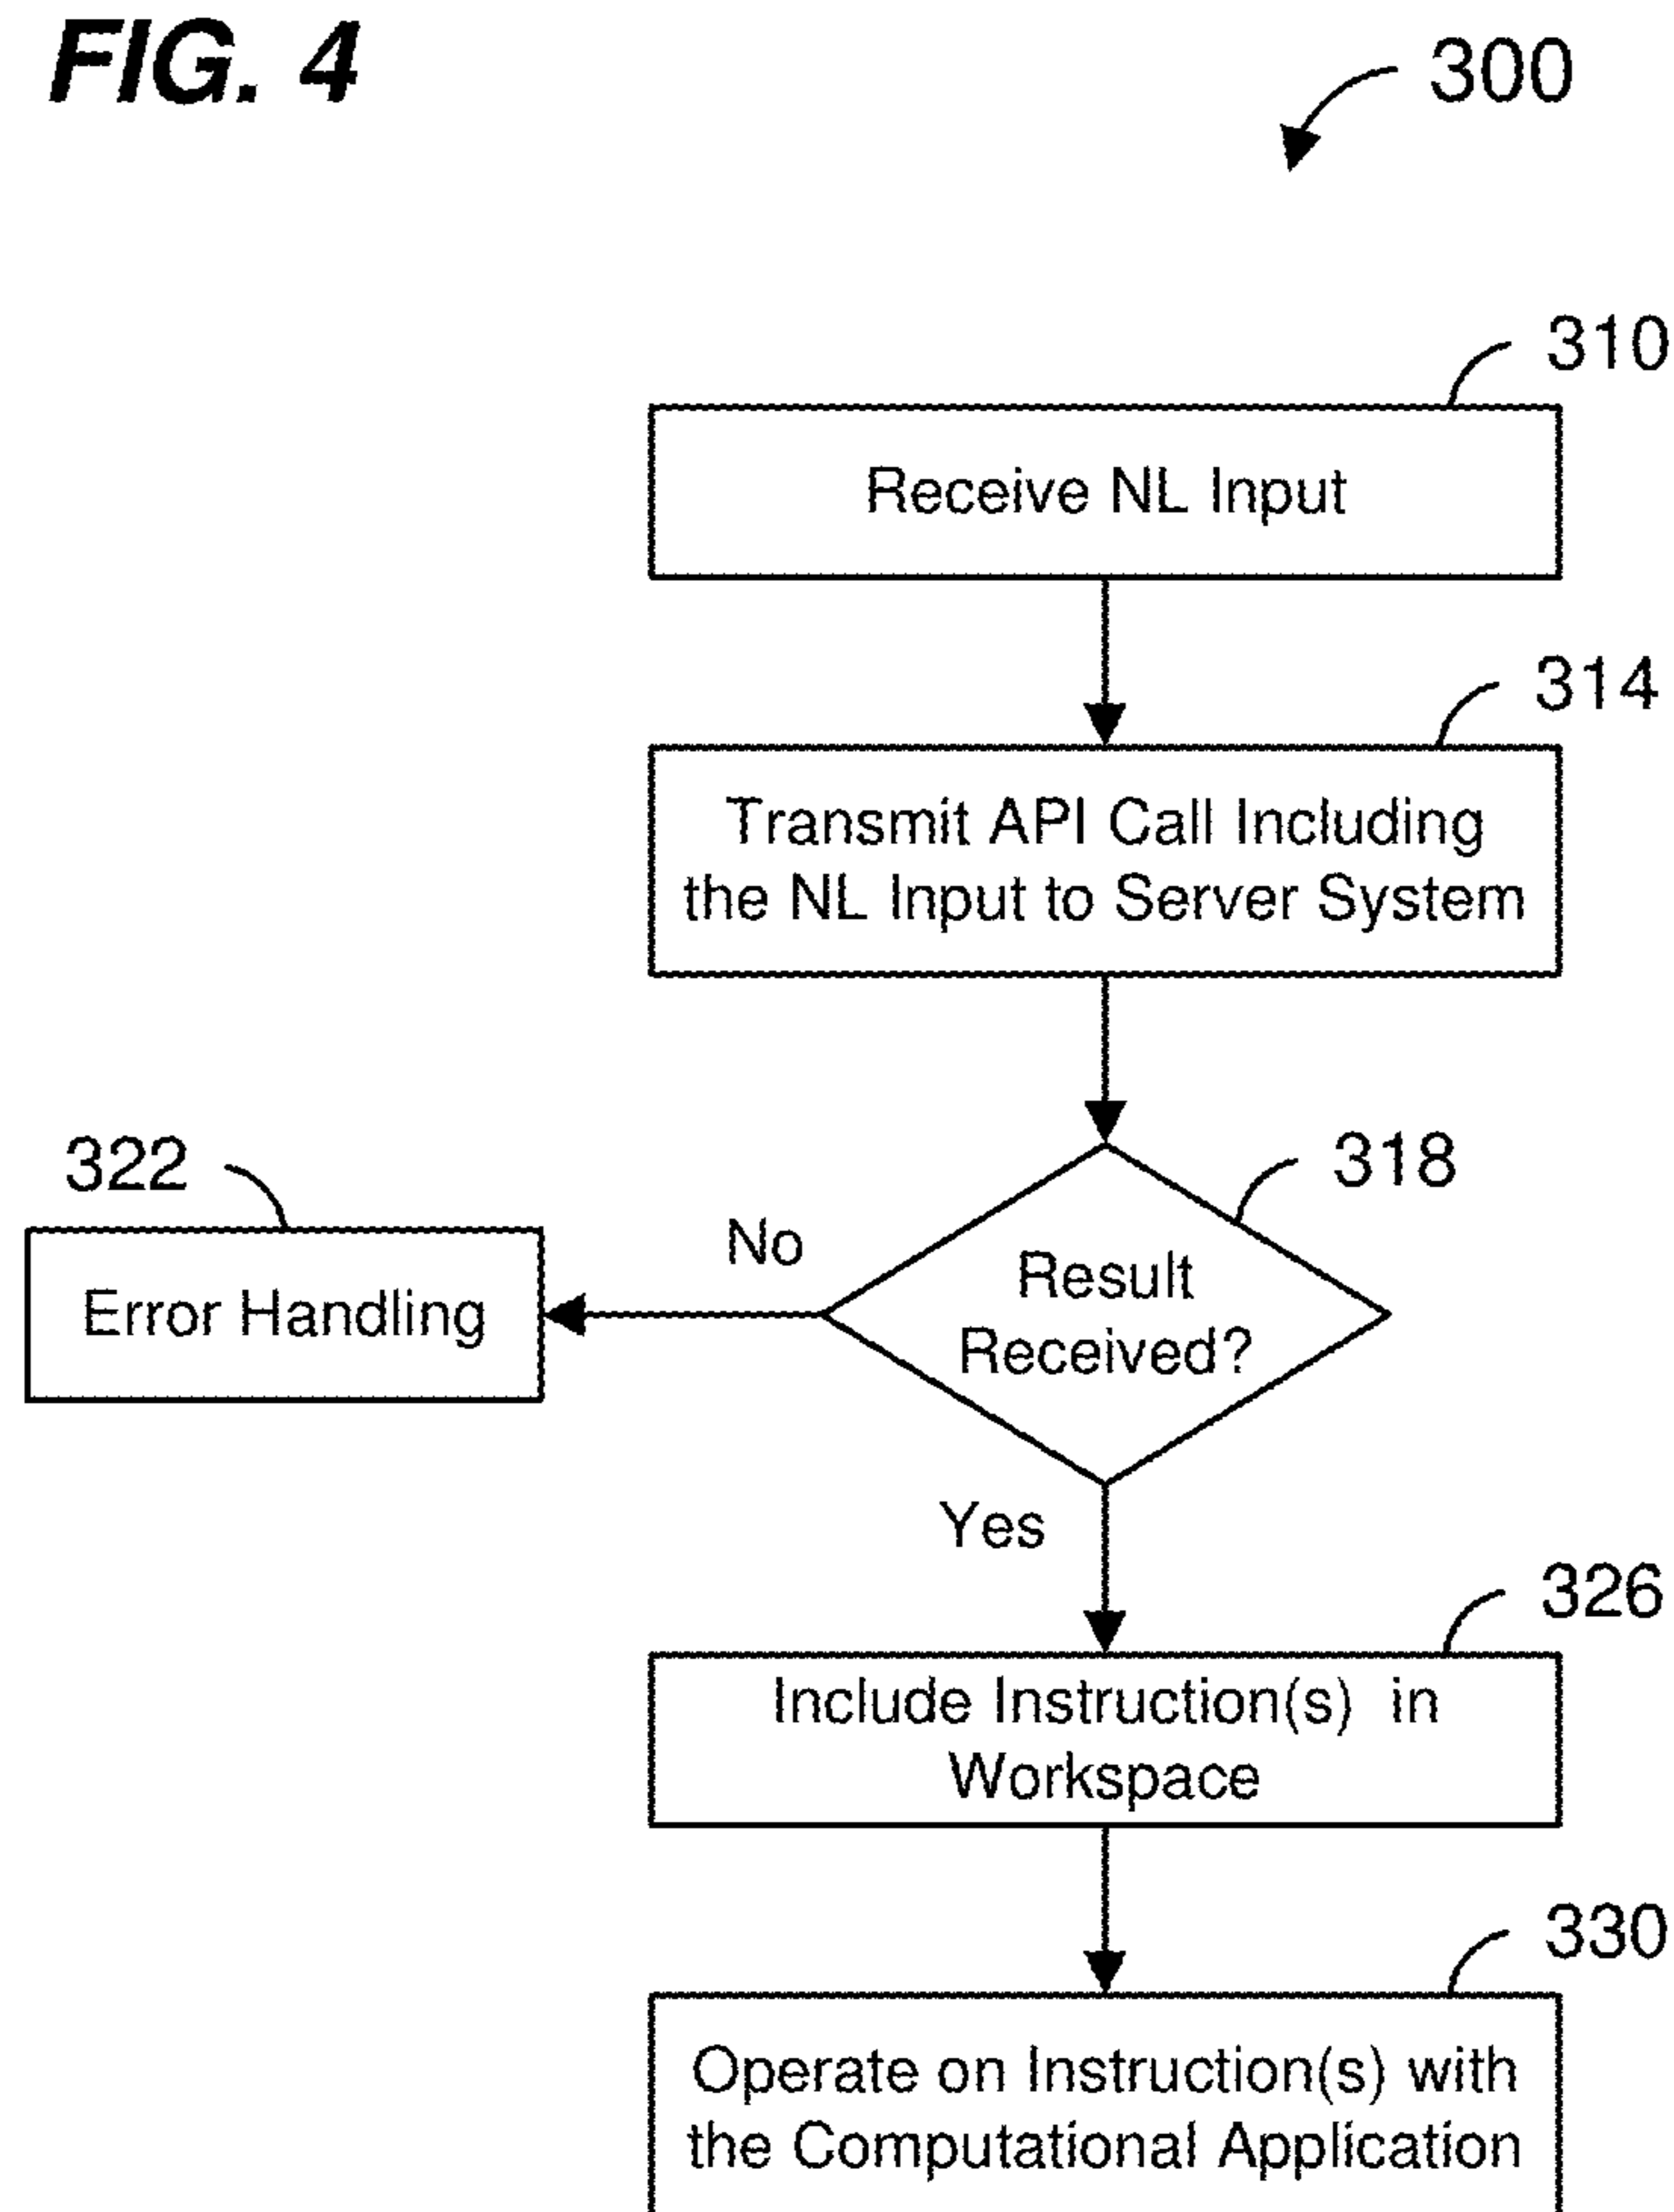 FIG. 4
300
310
Receive NL Input
314
Transmit API Call Including
the NL Input to Server System
318
Result
Received?
No
322
Error Handling
Yes
326
Include Instruction(s) in
Workspace
330
Operate on Instruction(s) with
the Computational Application